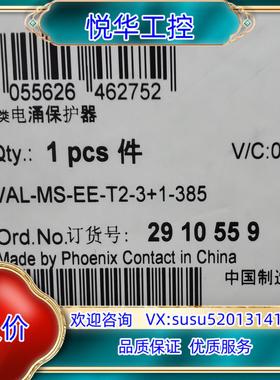 悦华工控
055626 462752
类电涌保护器
Qty.: 1 pcs 件 V/C:0
VAL-MS-EE-T2-3+1-385
Ord.No.订货号: 29 10 55 9
Made by Phoenix Contact in China
中国制造
价 欢迎咨询 VX:susu52013141
品质保证 优质服务